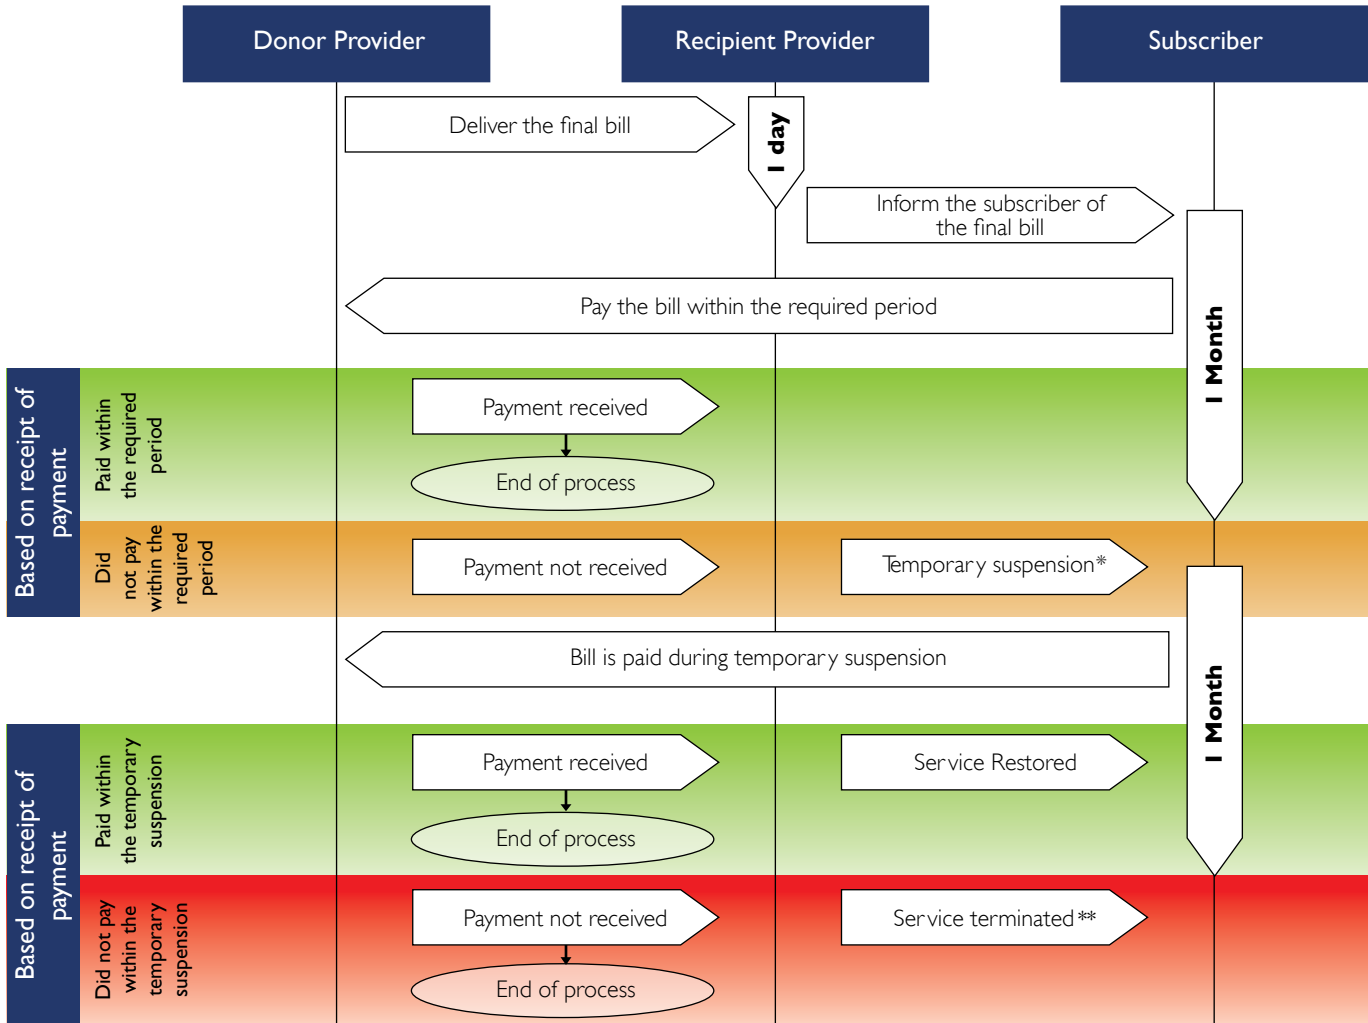 Donor Provider
Recipient Provider
Subscriber
Deliver the final bill
1 day
Inform the subscriber of
the final bill
Pay the bill within the required period
1 Month
Based on receipt of
payment
Paid within
the required
period
Payment received
End of process
Did
not pay
within the
required
period
Payment not received
Temporary suspension*
Bill is paid during temporary suspension
1 Month
Based on receipt of
payment
Paid within
the temporary
suspension
Payment received
Service Restored
End of process
Did not pay
within the
temporary
suspension
Payment not received
Service terminated**
End of process